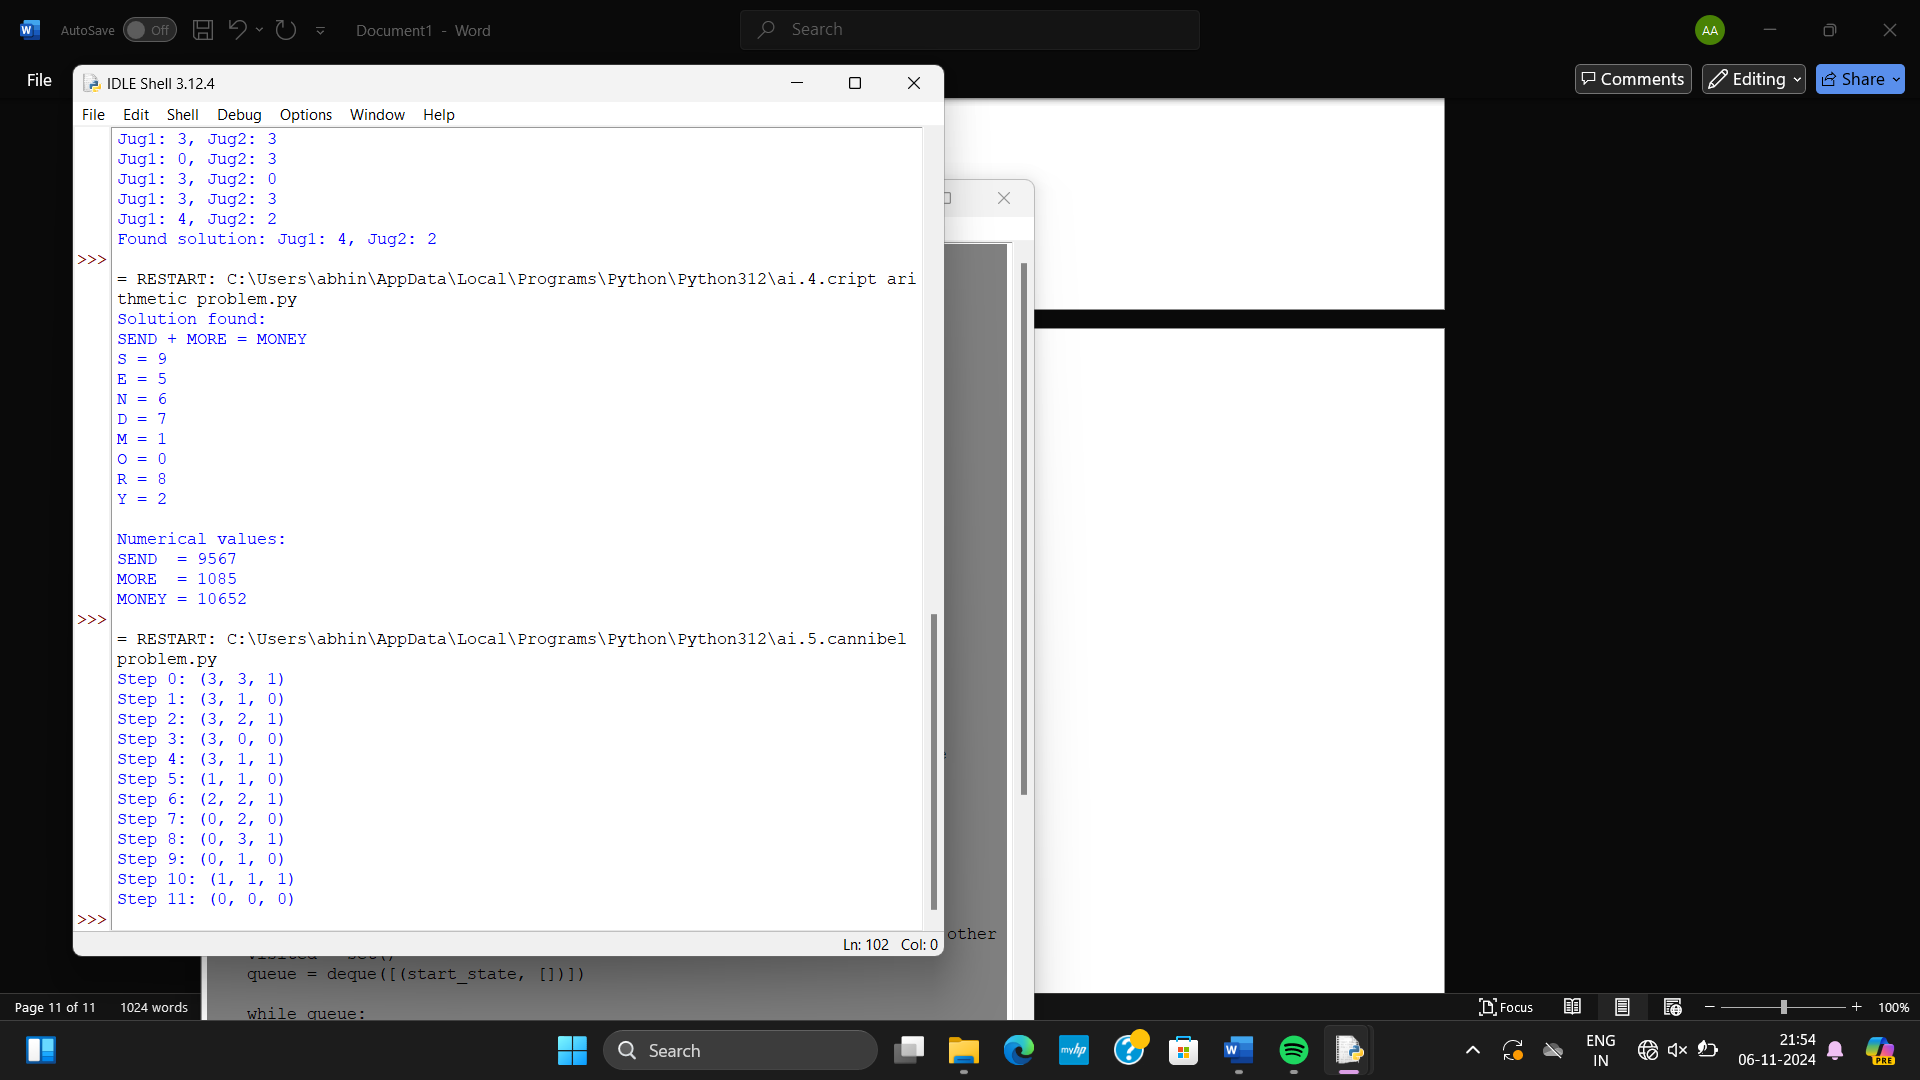 AutoSave Off Document1 - Word Search AA
File Comments Editing Share
IDLE Shell 3.12.4
File Edit Shell Debug Options Window Help
Jug1: 3, Jug2: 3
Jug1: 0, Jug2: 3
Jug1: 3, Jug2: 0
Jug1: 3, Jug2: 3
Jug1: 4, Jug2: 2
Found solution: Jug1: 4, Jug2: 2
>>>
= RESTART: C:\Users\abhin\AppData\Local\Programs\Python\Python312\ai.4.cript ari
thmetic problem.py
Solution found:
SEND + MORE = MONEY
S = 9
E = 5
N = 6
D = 7
M = 1
O = 0
R = 8
Y = 2
Numerical values:
SEND  = 9567
MORE  = 1085
MONEY = 10652
>>>
= RESTART: C:\Users\abhin\AppData\Local\Programs\Python\Python312\ai.5.cannibel
problem.py
Step 0: (3, 3, 1)
Step 1: (3, 1, 0)
Step 2: (3, 2, 1)
Step 3: (3, 0, 0)
Step 4: (3, 1, 1)
Step 5: (1, 1, 0)
Step 6: (2, 2, 1)
Step 7: (0, 2, 0)
Step 8: (0, 3, 1)
Step 9: (0, 1, 0)
Step 10: (1, 1, 1)
Step 11: (0, 0, 0)
>>>
Ln: 102 Col: 0
other
queue = deque([(start_state, [])])
while queue:
Page 11 of 11 1024 words Focus 100%
Search myhp ENG IN 21:54 06-11-2024 PRE